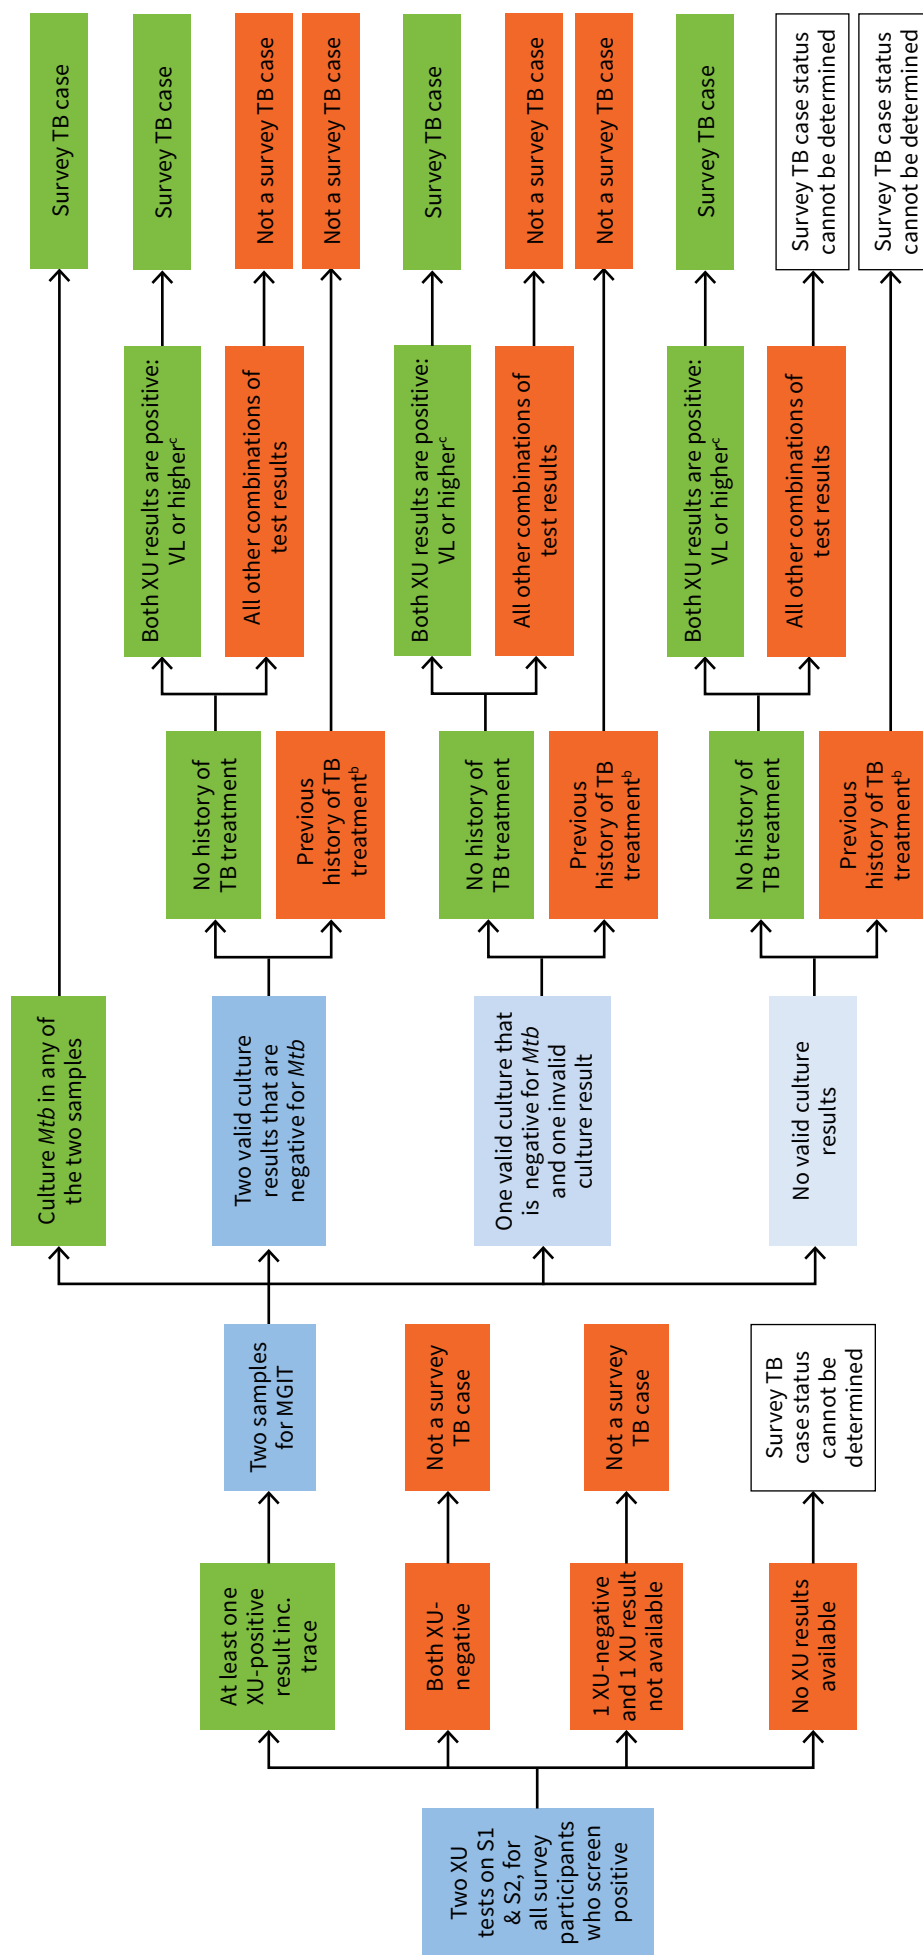 Two XU
tests on S1
& S2, for
all survey
participants
who screen
positive
At least one
XU-positive
result inc.
trace
Both XU-
negative
1 XU-negative
and 1 XU result
not available
No XU results
available
Two samples
for MGIT
Not a survey
TB case
Not a survey
TB case
Survey TB
case status
cannot be
determined
Culture Mtb in any of
the two samples
Two valid culture
results that are
negative for Mtb
One valid culture that
is negative for Mtb
and one invalid
culture result
No valid culture
results
No history of
TB treatment
Previous
history of TB
treatmentᵇ
No history of
TB treatment
Previous
history of TB
treatmentᵇ
No history of
TB treatment
Previous
history of TB
treatmentᵇ
Both XU results are positive:
VL or higherᶜ
All other combinations of
test results
Both XU results are positive:
VL or higherᶜ
All other combinations of
test results
Both XU results are positive:
VL or higherᶜ
All other combinations of
test results
Survey TB case
Survey TB case
Not a survey TB case
Not a survey TB case
Survey TB case
Not a survey TB case
Not a survey TB case
Survey TB case
Survey TB case status
cannot be determined
Survey TB case status
cannot be determined